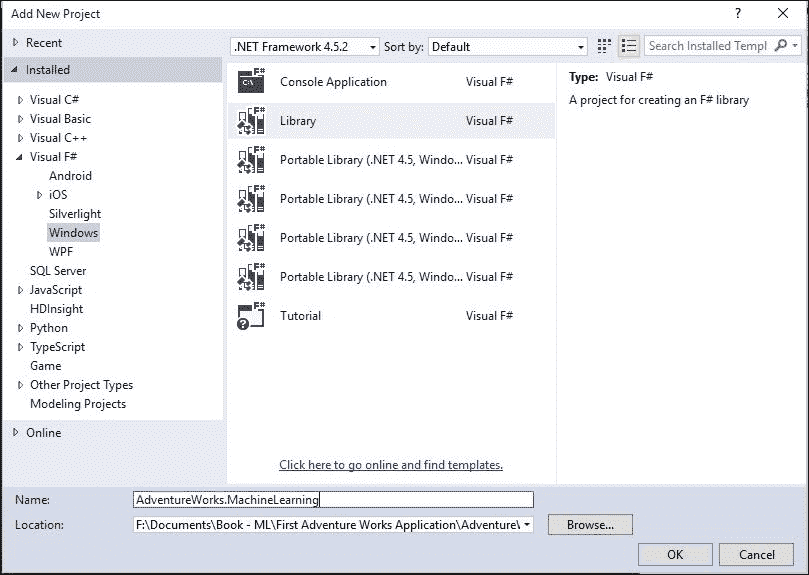 Add New Project
?
Recent
Installed
Visual C#
Visual Basic
Visual C++
Visual F#
Android
iOS
Silverlight
Windows
WPF
SQL Server
JavaScript
HDInsight
Python
TypeScript
Game
Other Project Types
Modeling Projects
Online
.NET Framework 4.5.2
Sort by: Default
Search Installed Templ
Console Application Visual F#
Library Visual F#
Portable Library (.NET 4.5, Windo... Visual F#
Portable Library (.NET 4.5, Windo... Visual F#
Portable Library (.NET 4.5, Windo... Visual F#
Portable Library (.NET 4.5, Windo... Visual F#
Tutorial Visual F#
Click here to go online and find templates.
Type: Visual F#
A project for creating an F# library
Name: AdventureWorks.MachineLearning
Location: F:\Documents\Book - ML\First Adventure Works Application\Adventure\
Browse...
OK Cancel